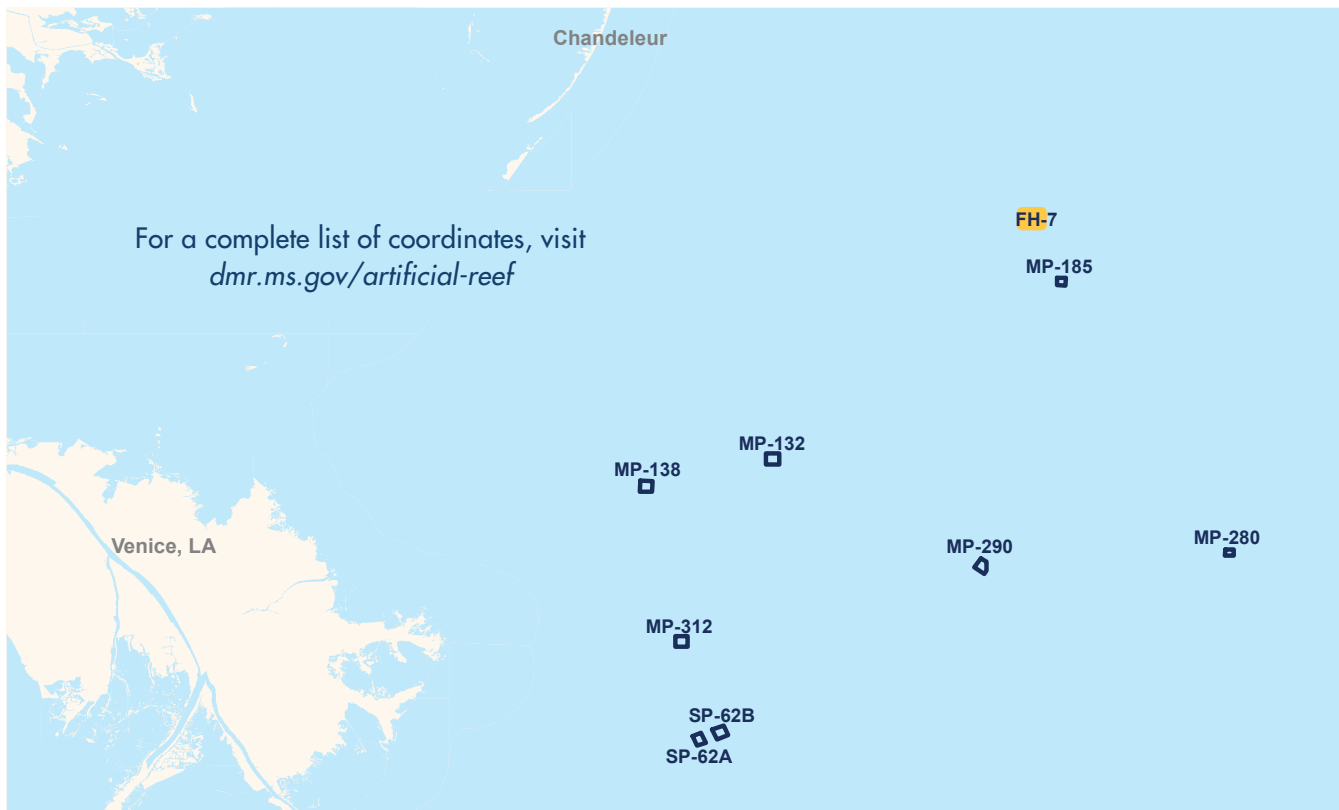 Chandeleur
FH-7
For a complete list of coordinates, visit
dmr.ms.gov/artificial-reef
MP-185
MP-132
MP-138
Venice, LA
MP-290
MP-280
MP-312
SP-62B
SP-62A